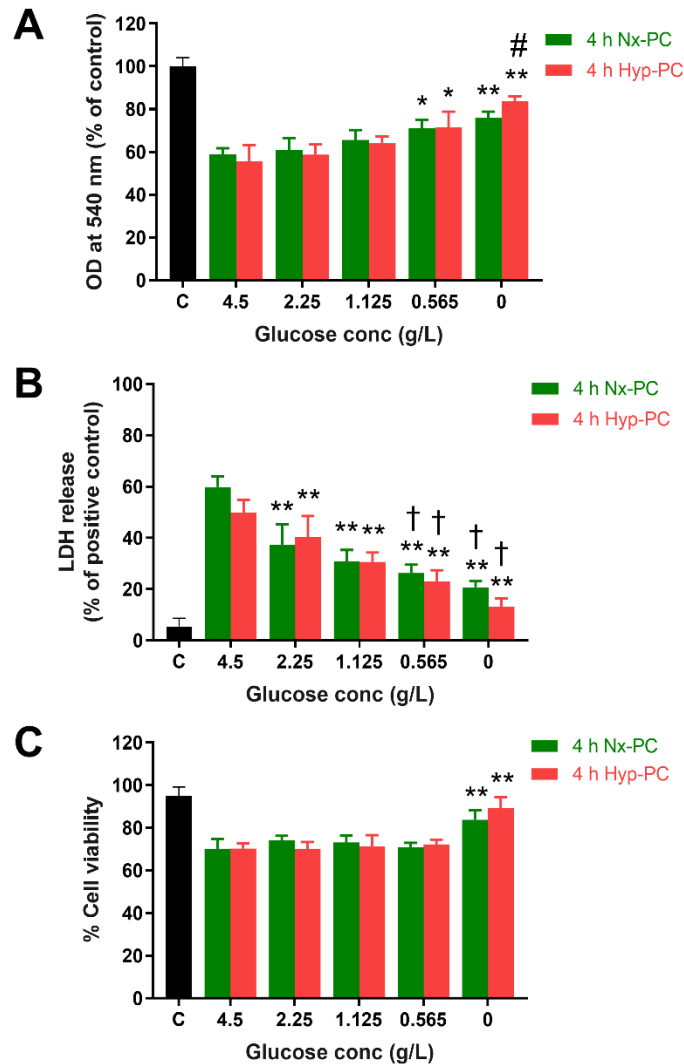 A
4 h Nx-PC
4 h Hyp-PC
OD at 540 nm (% of control)
120
100
80
60
40
20
0
* * ** **
#
C 4.5 2.25 1.125 0.565 0
Glucose conc (g/L)
B
4 h Nx-PC
4 h Hyp-PC
LDH release
(% of positive control)
100
80
60
40
20
0
** ** ** ** ** ** ** **
† † † †
C 4.5 2.25 1.125 0.565 0
Glucose conc (g/L)
C
4 h Nx-PC
4 h Hyp-PC
% Cell viability
120
100
80
60
40
20
0
** **
C 4.5 2.25 1.125 0.565 0
Glucose conc (g/L)